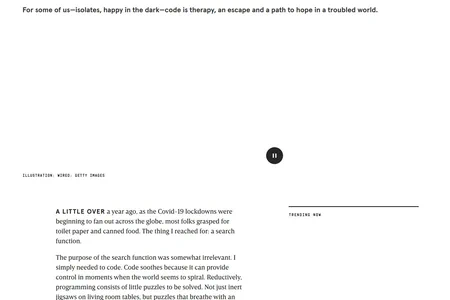 For some of us—isolates, happy in the dark—code is therapy, an escape and a path to hope in a troubled world.
ILLUSTRATION: WIRED; GETTY IMAGES
A LITTLE OVER a year ago, as the Covid-19 lockdowns were
beginning to fan out across the globe, most folks grasped for
toilet paper and canned food. The thing I reached for: a search
function.
The purpose of the search function was somewhat irrelevant. I
simply needed to code. Code soothes because it can provide
control in moments when the world seems to spiral. Reductively,
programming consists of little puzzles to be solved. Not just inert
jigsaws on living room tables, but puzzles that breathe with an
TRENDING NOW